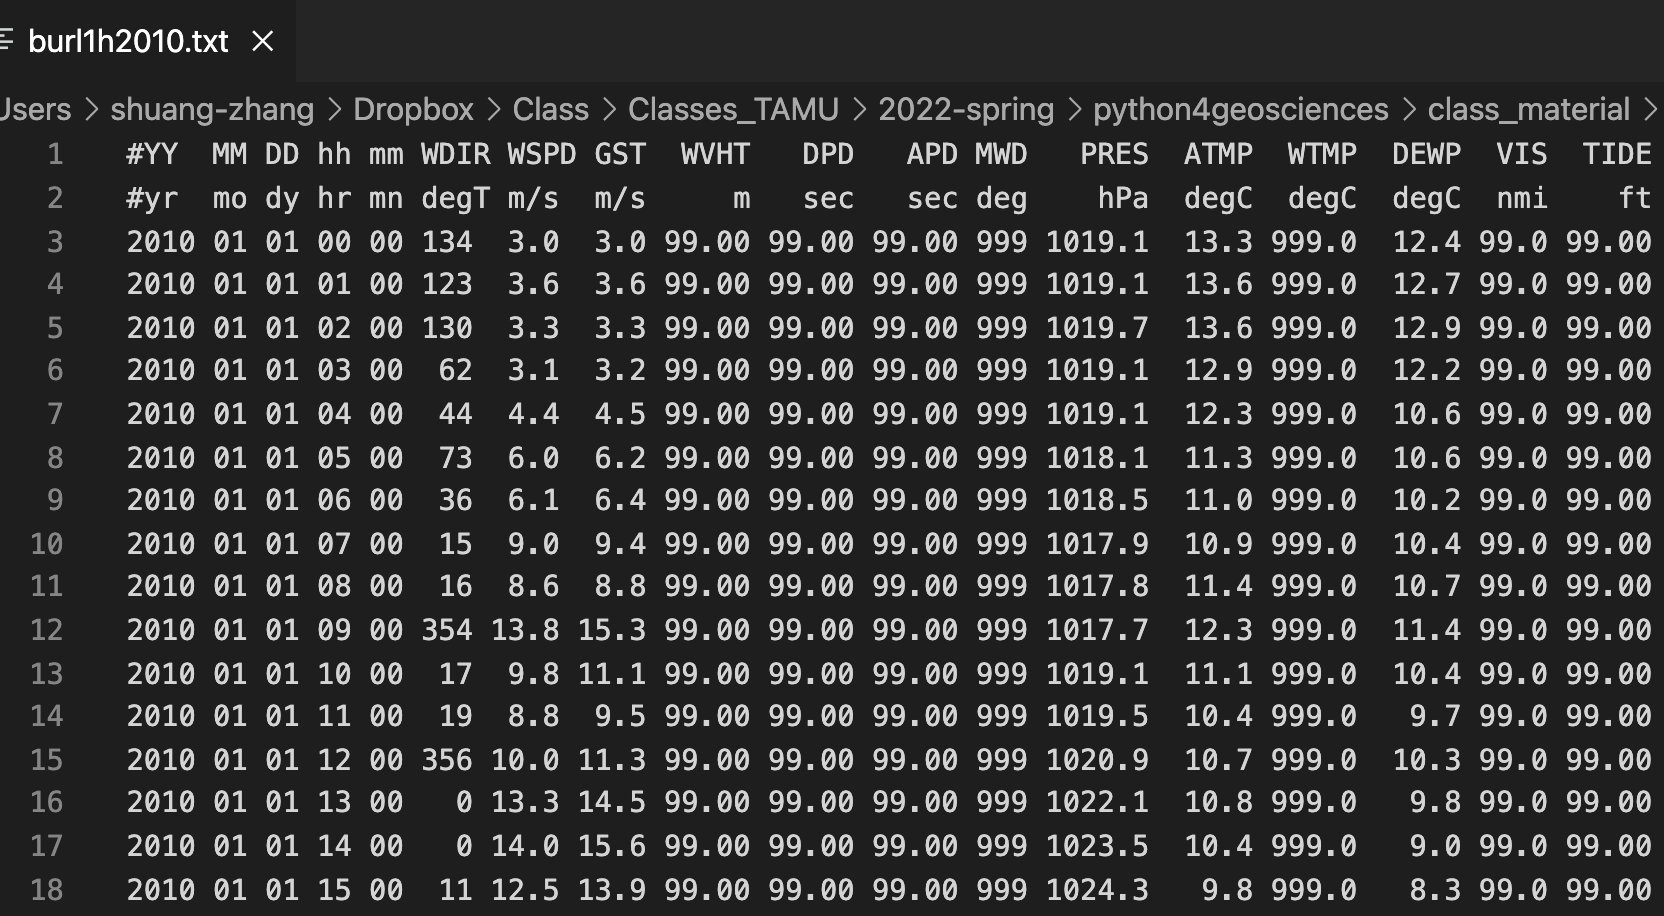 burl1h2010.txt ×
Users > shuang-zhang > Dropbox > Class > Classes_TAMU > 2022-spring > python4geosciences > class_material >
1 #YY MM DD hh mm WDIR WSPD GST WVHT DPD APD MWD PRES ATMP WTMP DEWP VIS TIDE
2 #yr mo dy hr mn degT m/s m/s m sec sec deg hPa degC degC degC nmi ft
3 2010 01 01 00 00 134 3.0 3.0 99.00 99.00 99.00 999 1019.1 13.3 999.0 12.4 99.0 99.00
4 2010 01 01 01 00 123 3.6 3.6 99.00 99.00 99.00 999 1019.1 13.6 999.0 12.7 99.0 99.00
5 2010 01 01 02 00 130 3.3 3.3 99.00 99.00 99.00 999 1019.7 13.6 999.0 12.9 99.0 99.00
6 2010 01 01 03 00 62 3.1 3.2 99.00 99.00 99.00 999 1019.1 12.9 999.0 12.2 99.0 99.00
7 2010 01 01 04 00 44 4.4 4.5 99.00 99.00 99.00 999 1019.1 12.3 999.0 10.6 99.0 99.00
8 2010 01 01 05 00 73 6.0 6.2 99.00 99.00 99.00 999 1018.1 11.3 999.0 10.6 99.0 99.00
9 2010 01 01 06 00 36 6.1 6.4 99.00 99.00 99.00 999 1018.5 11.0 999.0 10.2 99.0 99.00
10 2010 01 01 07 00 15 9.0 9.4 99.00 99.00 99.00 999 1017.9 10.9 999.0 10.4 99.0 99.00
11 2010 01 01 08 00 16 8.6 8.8 99.00 99.00 99.00 999 1017.8 11.4 999.0 10.7 99.0 99.00
12 2010 01 01 09 00 354 13.8 15.3 99.00 99.00 99.00 999 1017.7 12.3 999.0 11.4 99.0 99.00
13 2010 01 01 10 00 17 9.8 11.1 99.00 99.00 99.00 999 1019.1 11.1 999.0 10.4 99.0 99.00
14 2010 01 01 11 00 19 8.8 9.5 99.00 99.00 99.00 999 1019.5 10.4 999.0 9.7 99.0 99.00
15 2010 01 01 12 00 356 10.0 11.3 99.00 99.00 99.00 999 1020.9 10.7 999.0 10.3 99.0 99.00
16 2010 01 01 13 00 0 13.3 14.5 99.00 99.00 99.00 999 1022.1 10.8 999.0 9.8 99.0 99.00
17 2010 01 01 14 00 0 14.0 15.6 99.00 99.00 99.00 999 1023.5 10.4 999.0 9.0 99.0 99.00
18 2010 01 01 15 00 11 12.5 13.9 99.00 99.00 99.00 999 1024.3 9.8 999.0 8.3 99.0 99.00